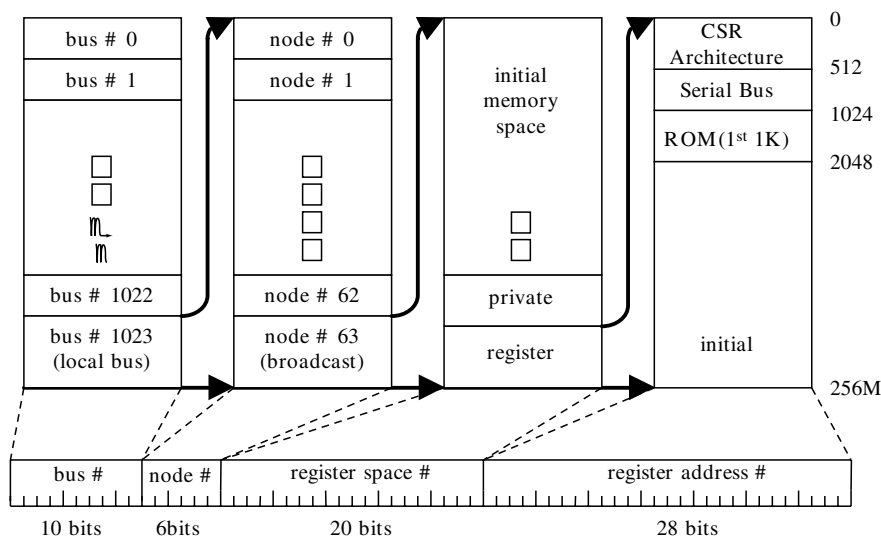 bus # 0
bus # 1
bus # 1022
bus # 1023
(local bus)
node # 0
node # 1
node # 62
node # 63
(broadcast)
initial
memory
space
private
register
CSR
Architecture
Serial Bus
ROM(1st 1K)
initial
0
512
1024
2048
256M
bus #
node #
register space #
register address #
10 bits
6bits
20 bits
28 bits